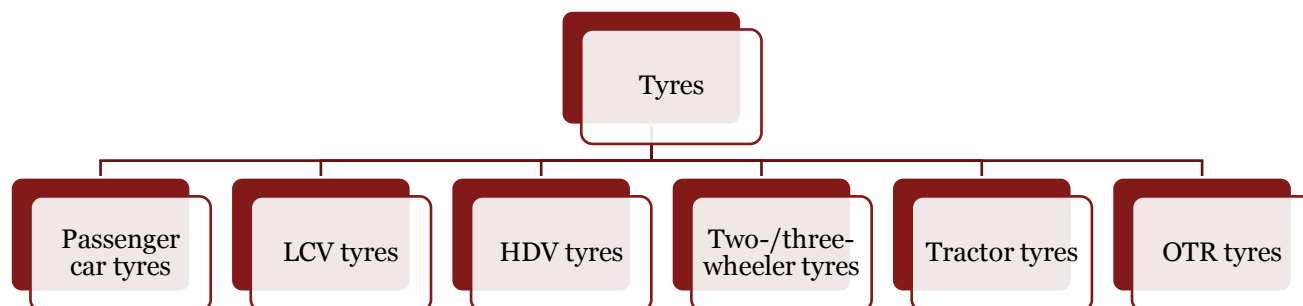 Tyres
Passenger
car tyres
LCV tyres
HDV tyres
Two-/three-
wheeler tyres
Tractor tyres
OTR tyres